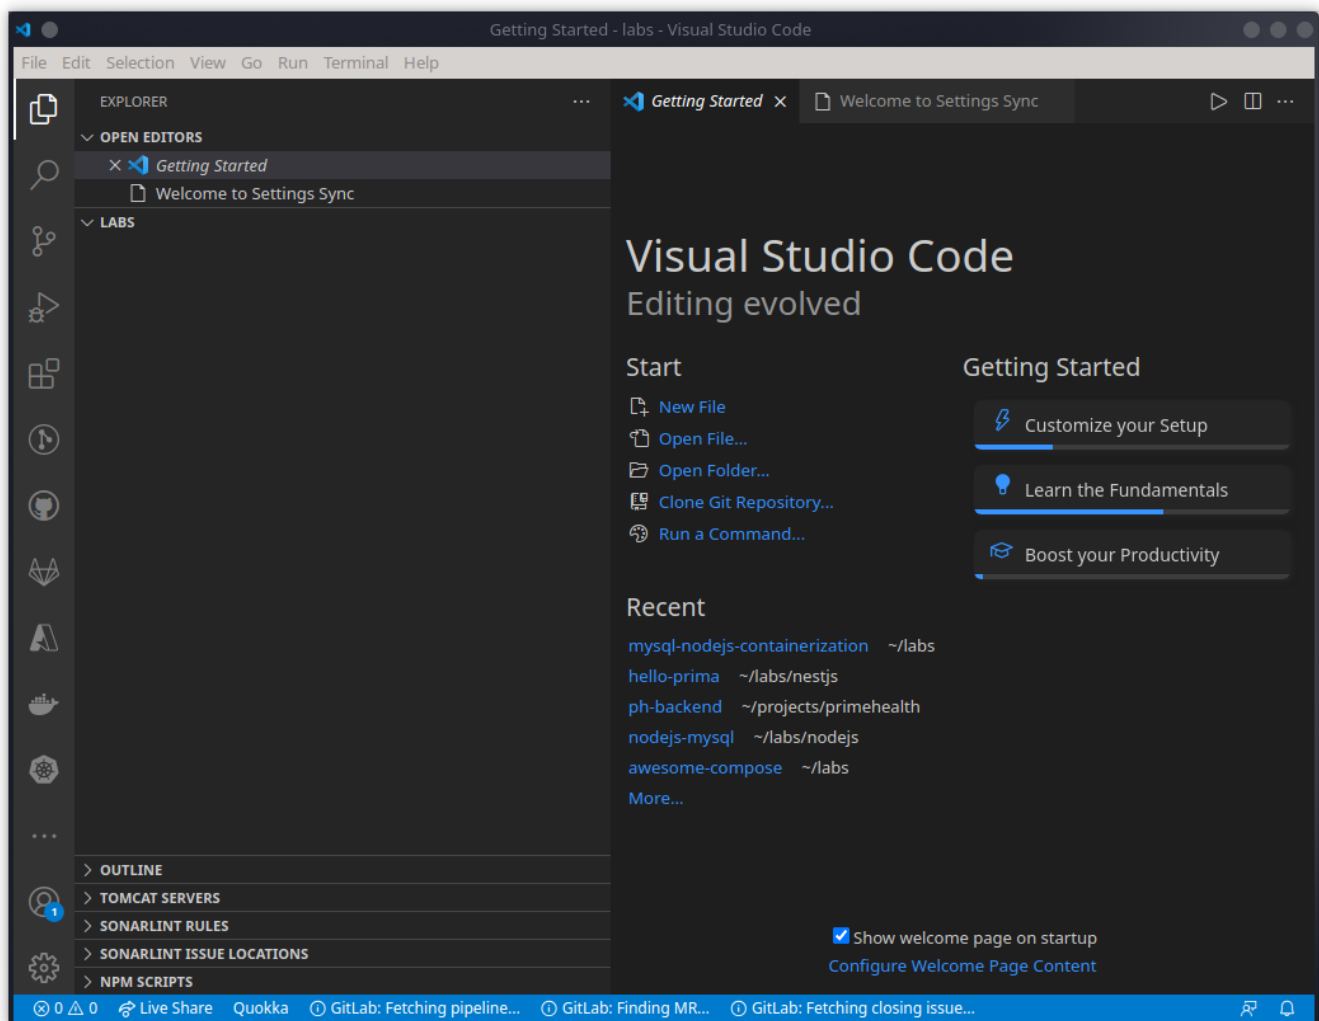 Getting Started - labs - Visual Studio Code
File Edit Selection View Go Run Terminal Help
EXPLORER
OPEN EDITORS
Getting Started
Welcome to Settings Sync
LABS
OUTLINE
TOMCAT SERVERS
SONARLINT RULES
SONARLINT ISSUE LOCATIONS
NPM SCRIPTS
1
Getting Started
Welcome to Settings Sync
Visual Studio Code
Editing evolved
Start
New File
Open File...
Open Folder...
Clone Git Repository...
Run a Command...
Getting Started
Customize your Setup
Learn the Fundamentals
Boost your Productivity
Recent
mysql-nodejs-containerization ~/labs
hello-prima ~/labs/nestjs
ph-backend ~/projects/primehealth
nodejs-mysql ~/labs/nodejs
awesome-compose ~/labs
More...
Show welcome page on startup
Configure Welcome Page Content
0 0 Live Share Quokka GitLab: Fetching pipeline... GitLab: Finding MR... GitLab: Fetching closing issue...